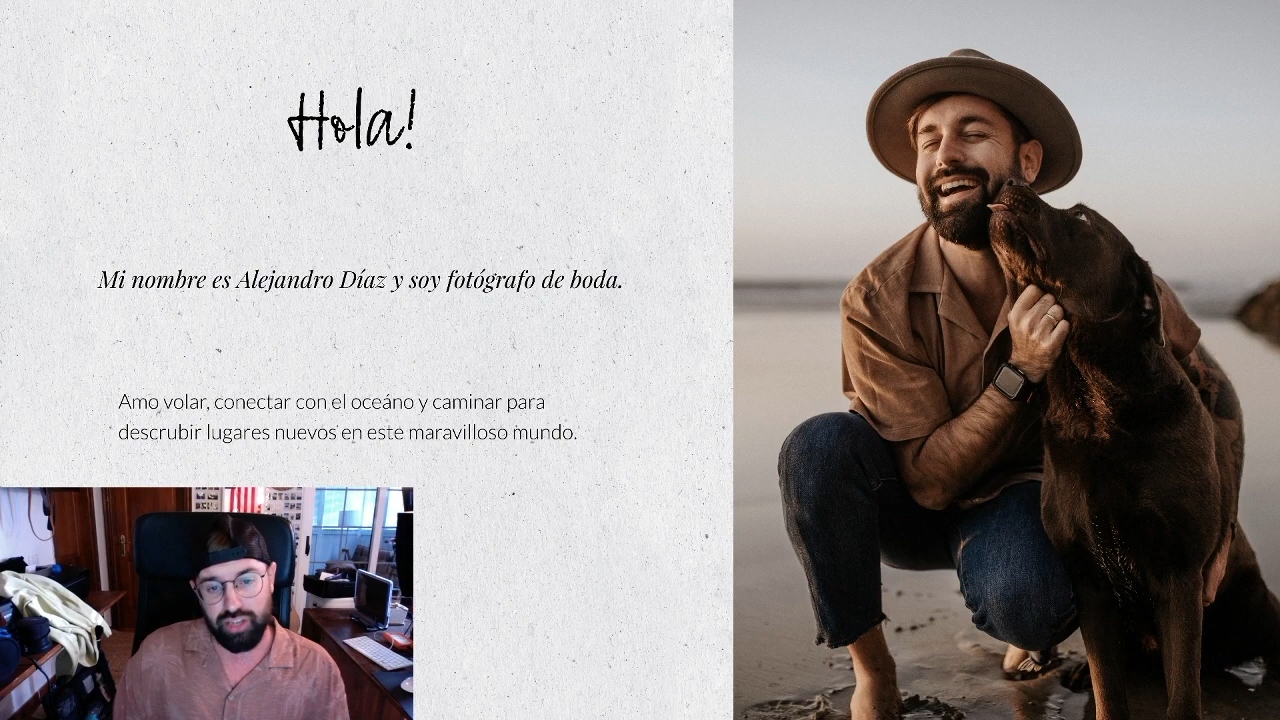 Hola!
Mi nombre es Alejandro Díaz y soy fotógrafo de boda.
Amo volar, conectar con el oceáno y caminar para
descrubir lugares nuevos en este maravilloso mundo.